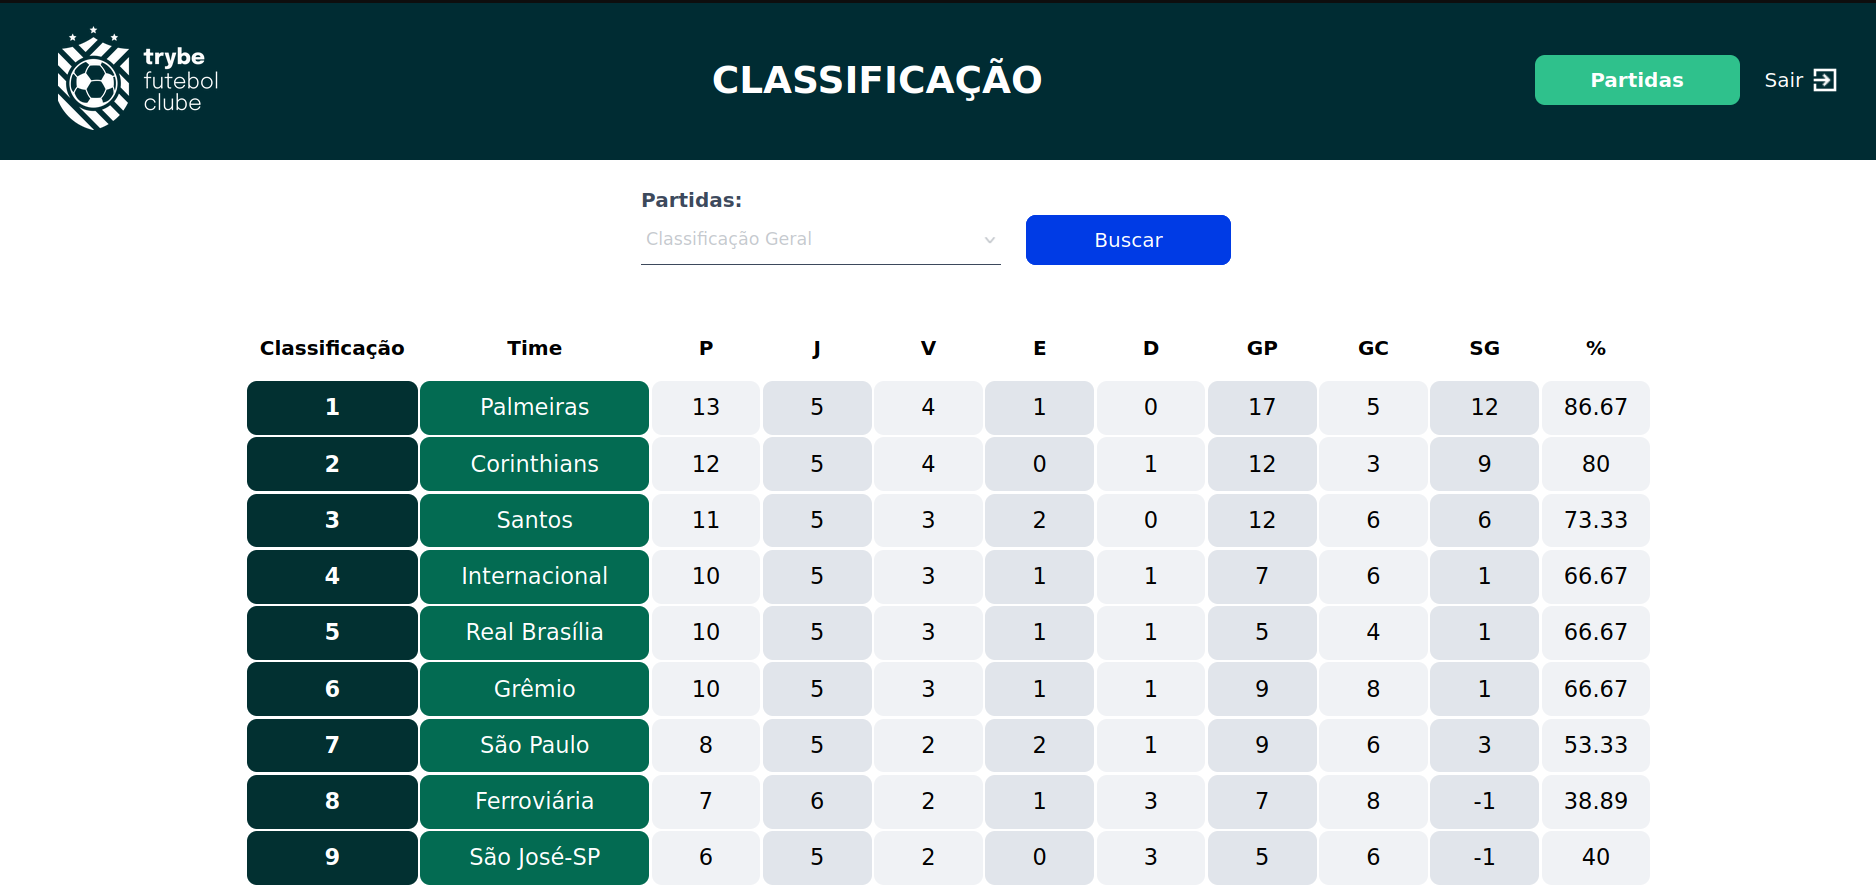 trybe
futebol
clube
CLASSIFICAÇÃO
Partidas
Sair
Partidas:
Classificação Geral
Buscar
Classificação Time P J V E D GP GC SG %
1 Palmeiras 13 5 4 1 0 17 5 12 86.67
2 Corinthians 12 5 4 0 1 12 3 9 80
3 Santos 11 5 3 2 0 12 6 6 73.33
4 Internacional 10 5 3 1 1 7 6 1 66.67
5 Real Brasília 10 5 3 1 1 5 4 1 66.67
6 Grêmio 10 5 3 1 1 9 8 1 66.67
7 São Paulo 8 5 2 2 1 9 6 3 53.33
8 Ferroviária 7 6 2 1 3 7 8 -1 38.89
9 São José-SP 6 5 2 0 3 5 6 -1 40